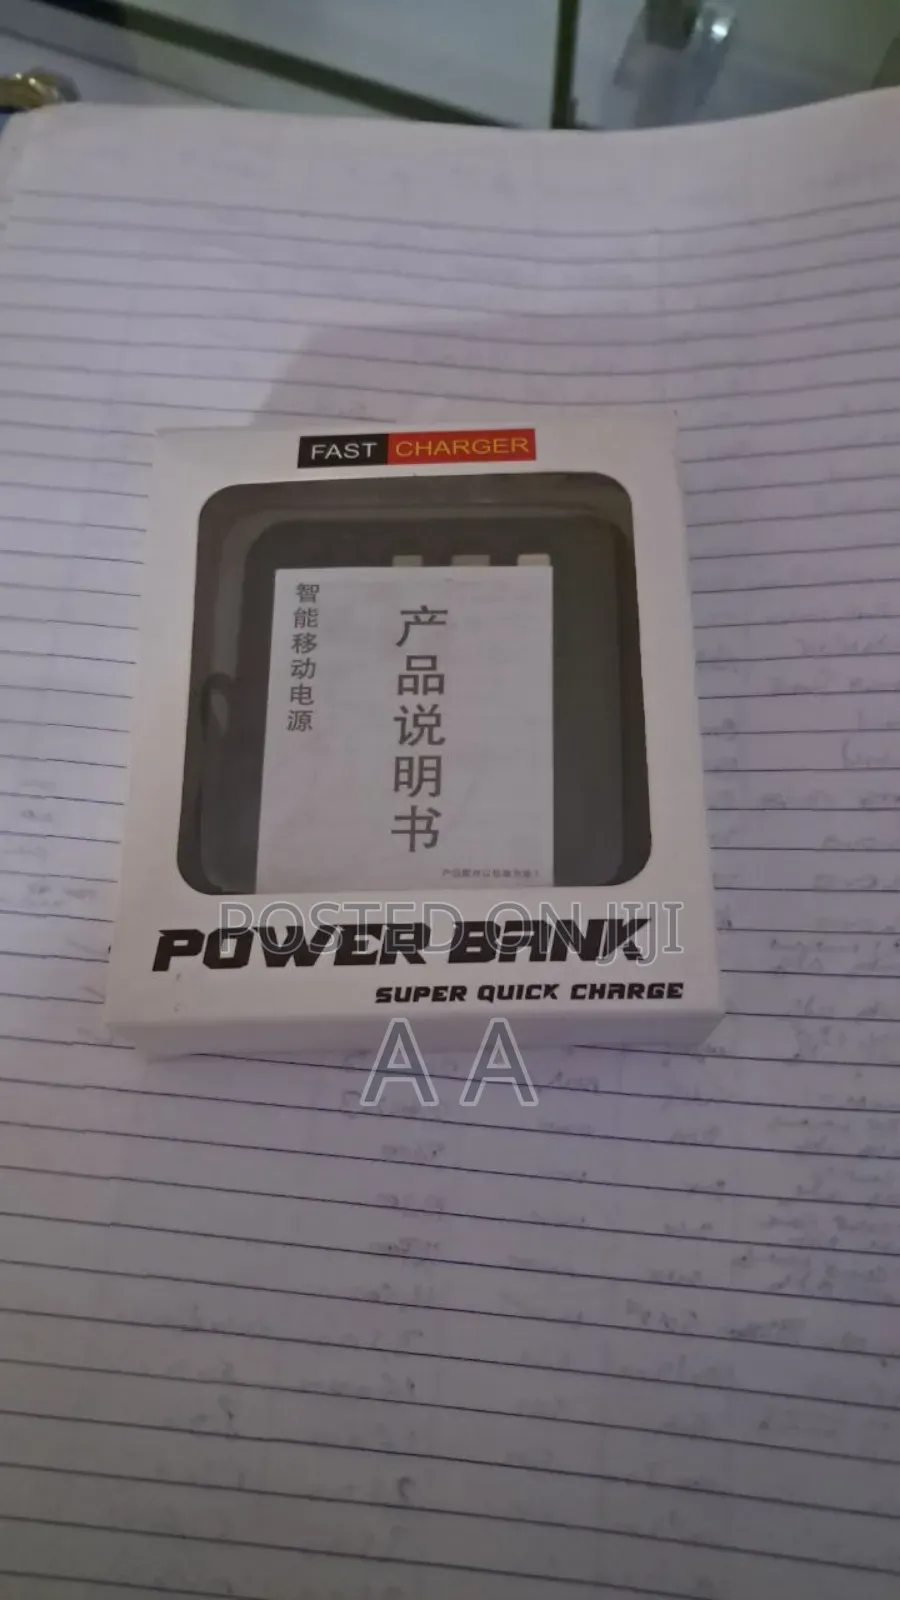 FAST CHARGER
智能移动电源
产品说明书
POWER BANK
SUPER QUICK CHARGE
POSTED ON JIJI
A A